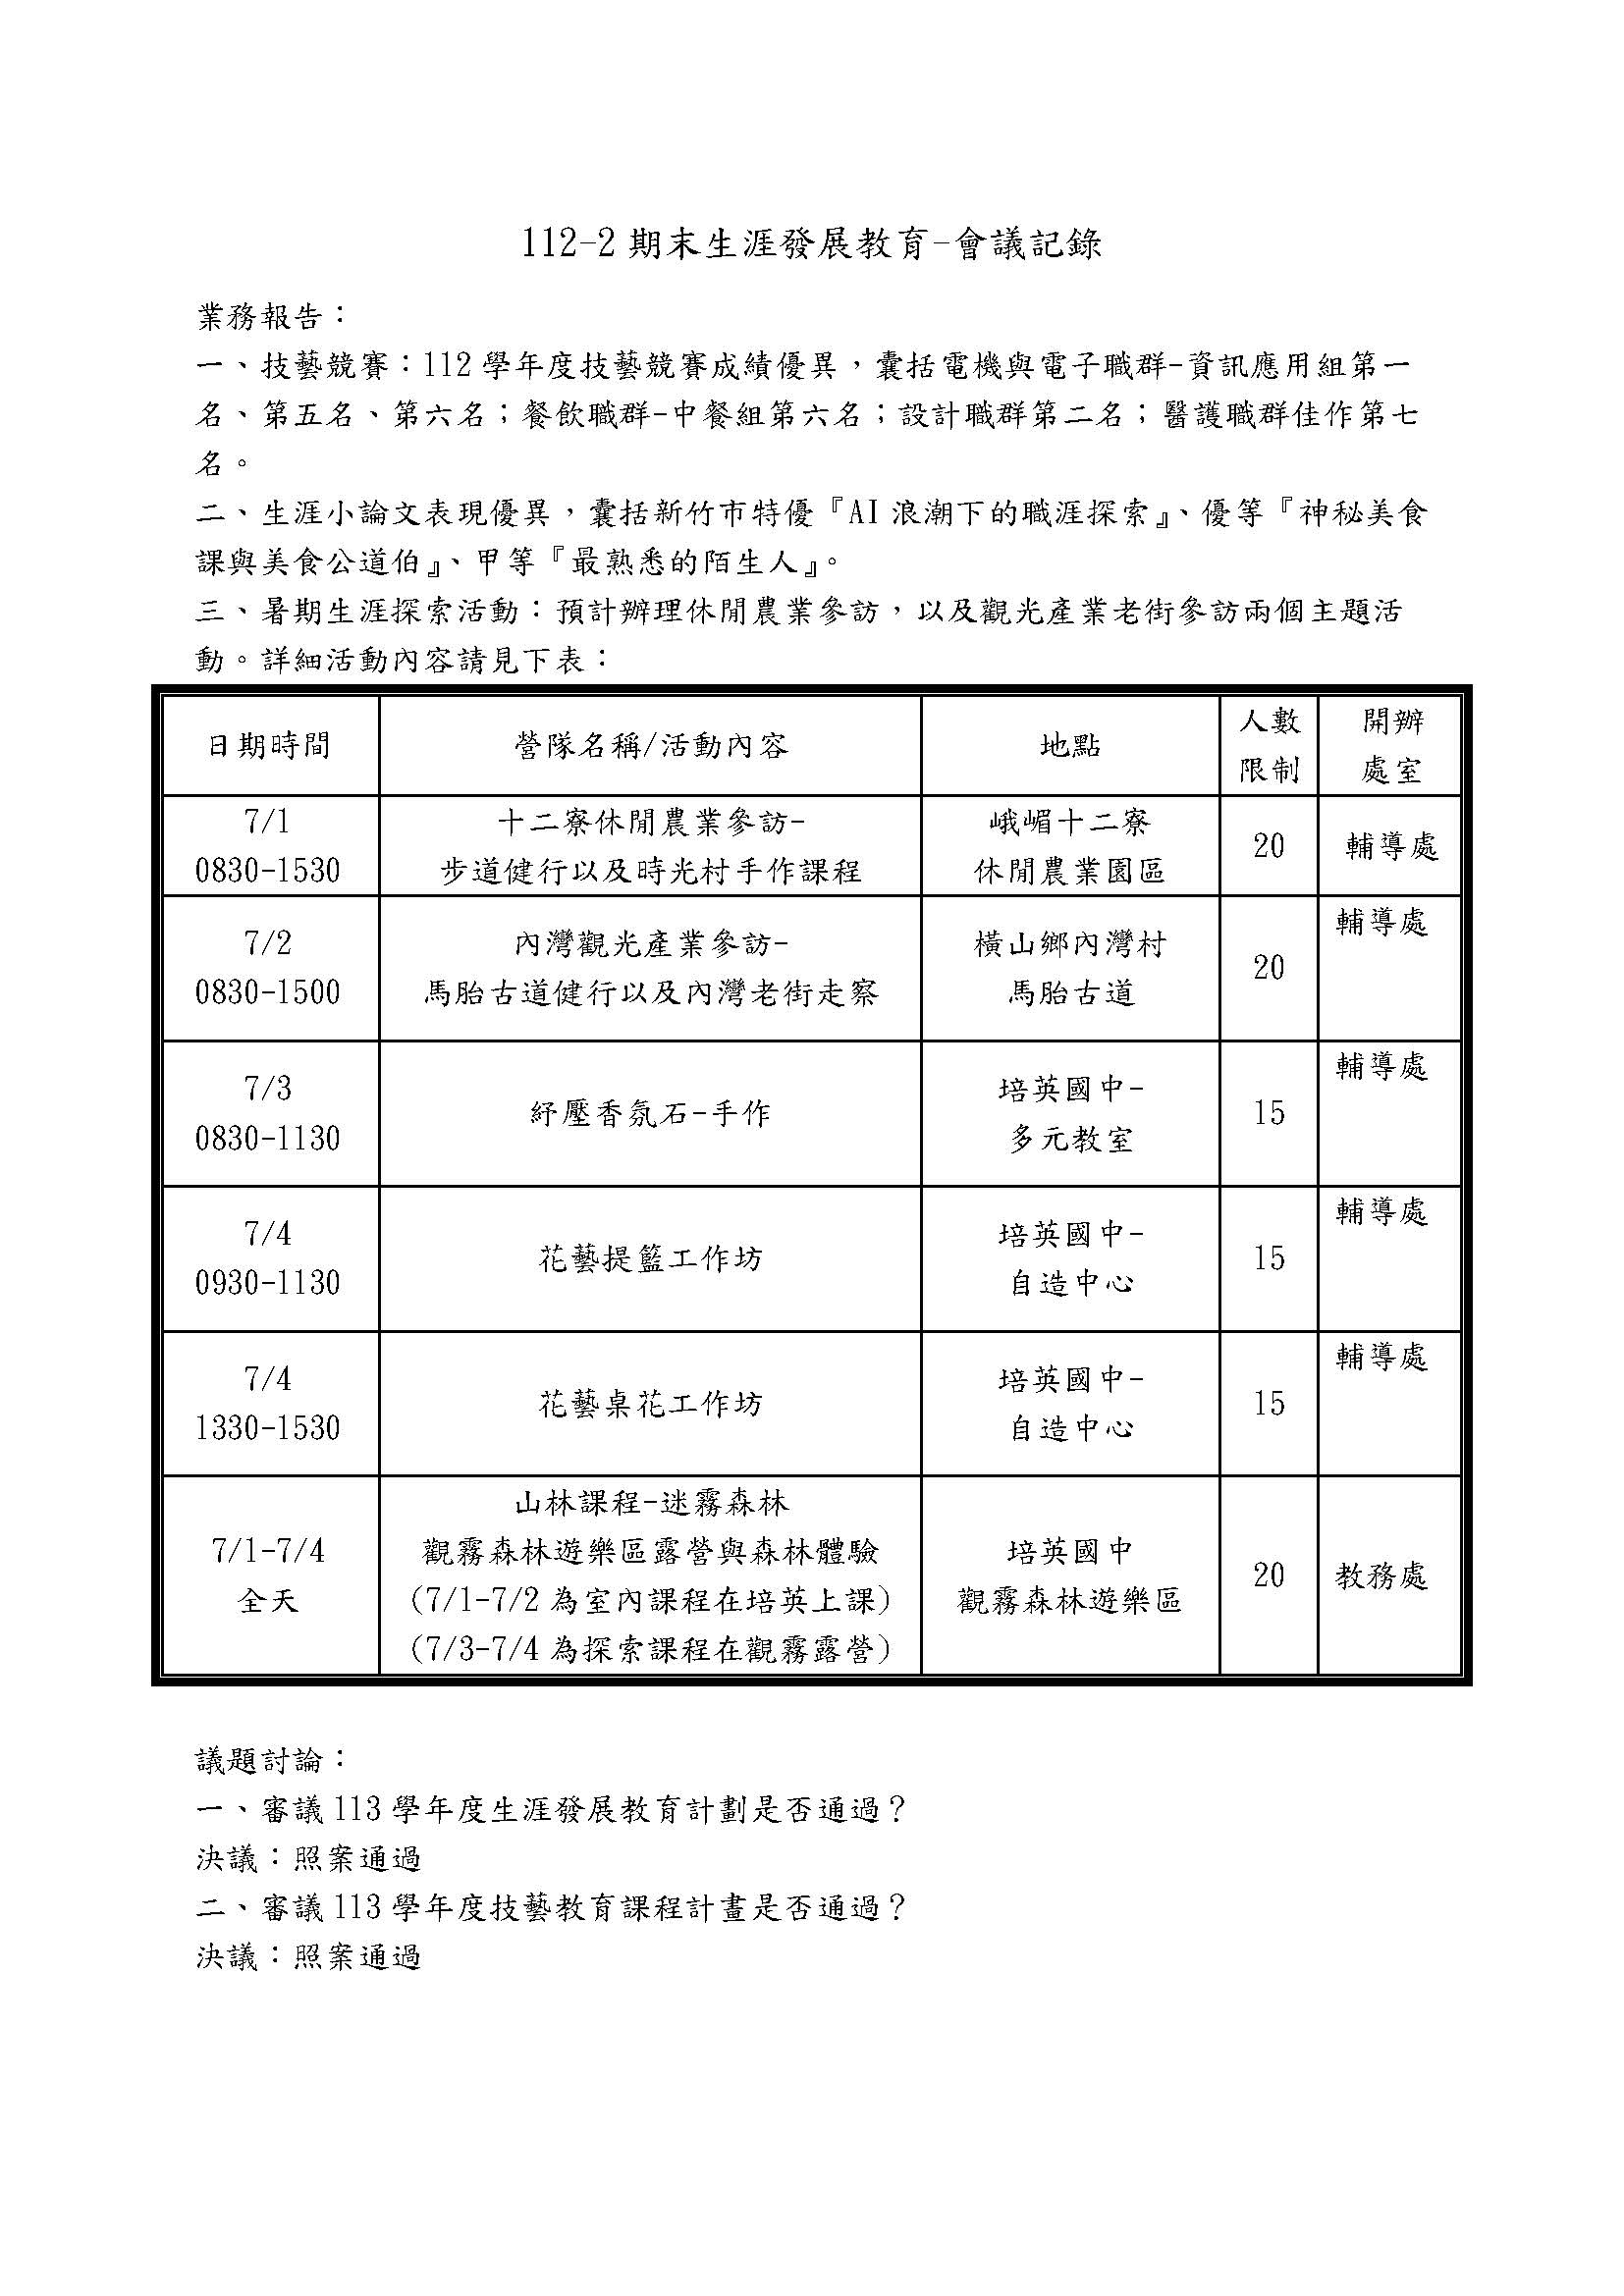 112-2 期末生涯發展教育-會議記錄
業務報告：
一、技藝競賽：112 學年度技藝競賽成績優異，囊括電機與電子職群-資訊應用組第一
名、第五名、第六名；餐飲職群-中餐組第六名；設計職群第二名；醫護職群佳作第七
名。
二、生涯小論文表現優異，囊括新竹市特優『AI 浪潮下的職涯探索』、優等『神秘美食
課與美食公道伯』、甲等『最熟悉的陌生人』。
三、暑期生涯探索活動：預計辦理休閒農業參訪，以及觀光產業老街參訪兩個主題活
動。詳細活動內容請見下表：
日期時間 營隊名稱/活動內容 地點 人數 限制 開辦 處室
7/1 十二寮休閒農業參訪- 峨嵋十二寮
0830-1530 步道健行以及時光村手作課程 休閒農業園區 20 輔導處
7/2 內灣觀光產業參訪- 橫山鄉內灣村
0830-1500 馬胎古道健行以及內灣老街走察 馬胎古道 20 輔導處
7/3 培英國中-
0830-1130 紓壓香氛石-手作 多元教室 15 輔導處
7/4 培英國中-
0930-1130 花藝提籃工作坊 自造中心 15 輔導處
7/4 培英國中-
1330-1530 花藝桌花工作坊 自造中心 15 輔導處
山林課程-迷霧森林
7/1-7/4 觀霧森林遊樂區露營與森林體驗 培英國中
全天 (7/1-7/2 為室內課程在培英上課) 觀霧森林遊樂區 20 教務處
(7/3-7/4 為探索課程在觀霧露營)
議題討論：
一、審議 113 學年度生涯發展教育計劃是否通過？
決議：照案通過
二、審議 113 學年度技藝教育課程計畫是否通過？
決議：照案通過